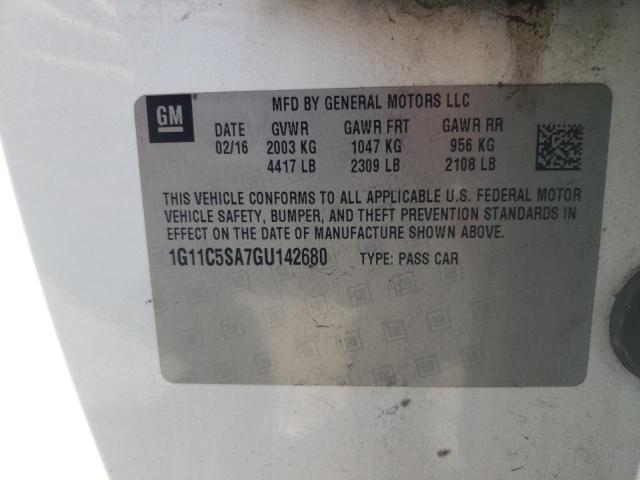 GM
MFD BY GENERAL MOTORS LLC
DATE GVWR GAWR FRT GAWR RR
02/16 2003 KG 1047 KG 956 KG
4417 LB 2309 LB 2108 LB
THIS VEHICLE CONFORMS TO ALL APPLICABLE U.S. FEDERAL MOTOR
VEHICLE SAFETY, BUMPER, AND THEFT PREVENTION STANDARDS IN
EFFECT ON THE DATE OF MANUFACTURE SHOWN ABOVE.
1G11C5SA7GU142680 TYPE: PASS CAR